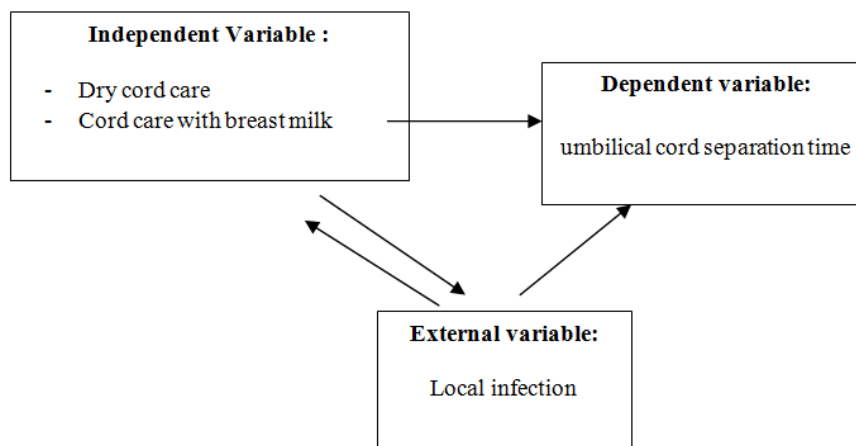 Independent Variable :
- Dry cord care
- Cord care with breast milk
Dependent variable:
umbilical cord separation time
External variable:
Local infection